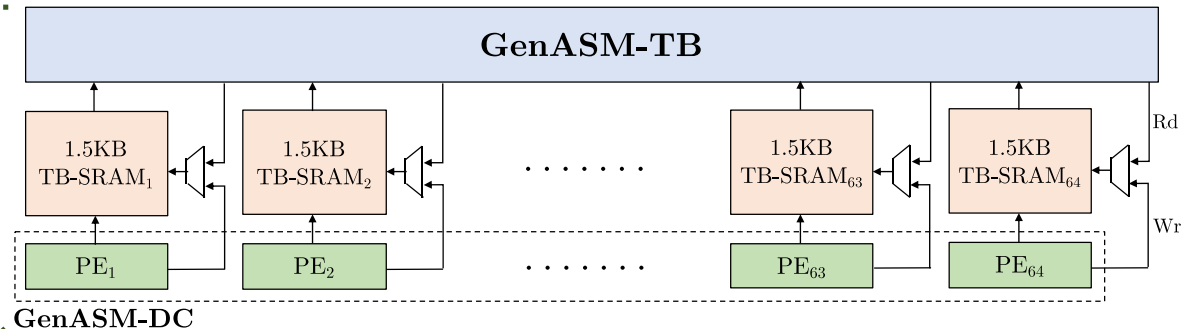 GenASM-TB
1.5KB
TB-SRAM₁
1.5KB
TB-SRAM₂
. . . . . . .
1.5KB
TB-SRAM₆₃
1.5KB
TB-SRAM₆₄
Rd
Wr
PE₁
PE₂
. . . . . . .
PE₆₃
PE₆₄
GenASM-DC